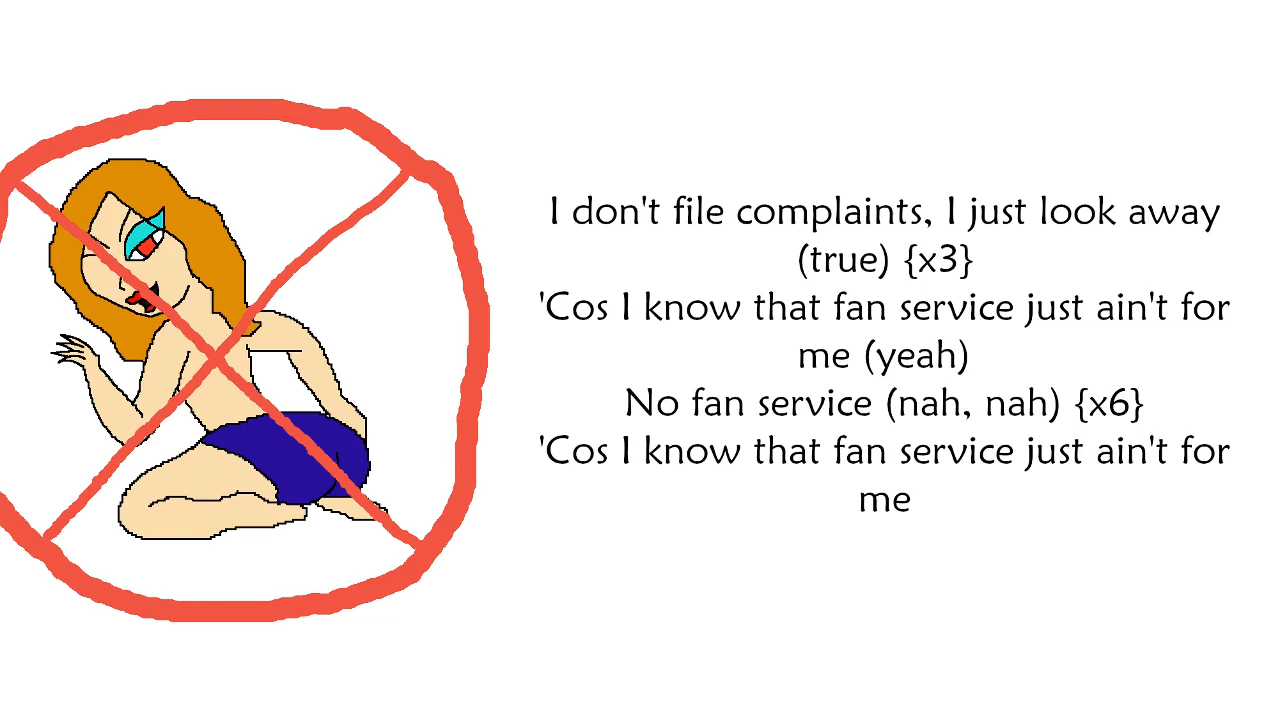 I don't file complaints, I just look away
(true) {x3}
'Cos I know that fan service just ain't for
me (yeah)
No fan service (nah, nah) {x6}
'Cos I know that fan service just ain't for
me